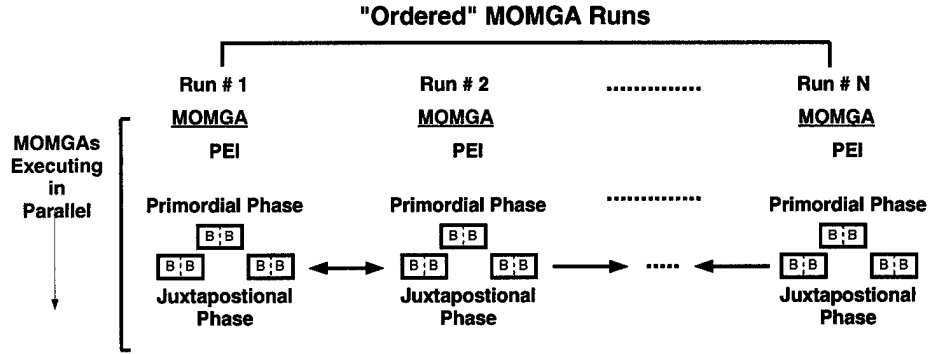 "Ordered" MOMGA Runs
Run # 1 Run # 2 Run # N
MOMGA MOMGA MOMGA
MOMGAs
Executing
in
Parallel
PEI PEI PEI
Primordial Phase Primordial Phase Primordial Phase
B B B B B B
B B B B B B B B B B B B
Juxtapostional
Phase
Juxtapostional
Phase
Juxtapostional
Phase